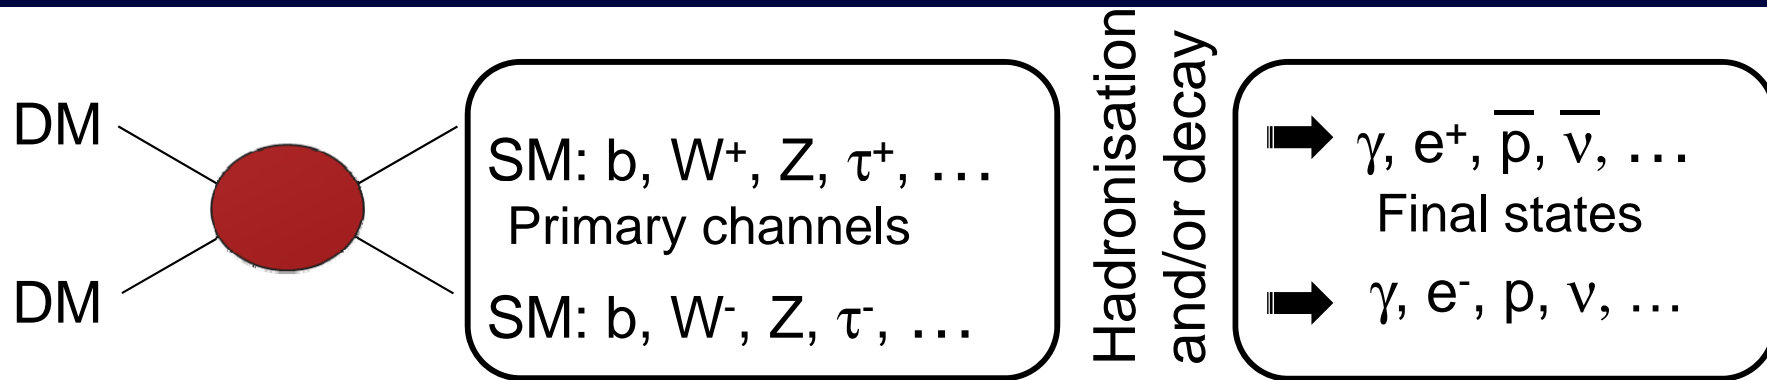 DM
DM
SM: b, W⁺, Z, τ⁺, …
Primary channels
SM: b, W⁻, Z, τ⁻, …
Hadronisation
and/or decay
γ, e⁺, p̅, ν̅, …
Final states
γ, e⁻, p, ν, …